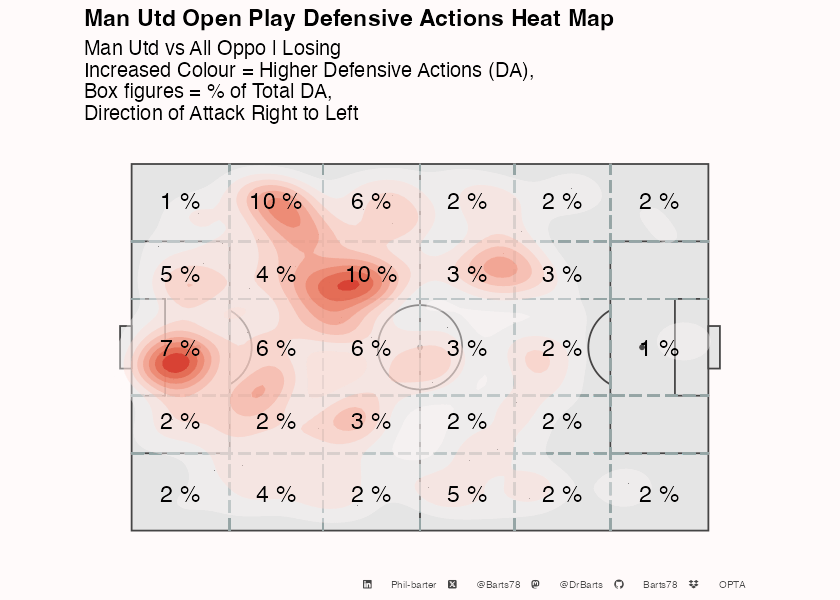 Man Utd Open Play Defensive Actions Heat Map
Man Utd vs All Oppo | Losing
Increased Colour = Higher Defensive Actions (DA),
Box figures = % of Total DA,
Direction of Attack Right to Left
1 % 10 % 6 % 2 % 2 % 2 %
5 % 4 % 10 % 3 % 3 %
7 % 6 % 6 % 3 % 2 % 1 %
2 % 2 % 3 % 2 % 2 %
2 % 4 % 2 % 5 % 2 % 2 %
Phil-barter @Barts78 @DrBarts Barts78 OPTA